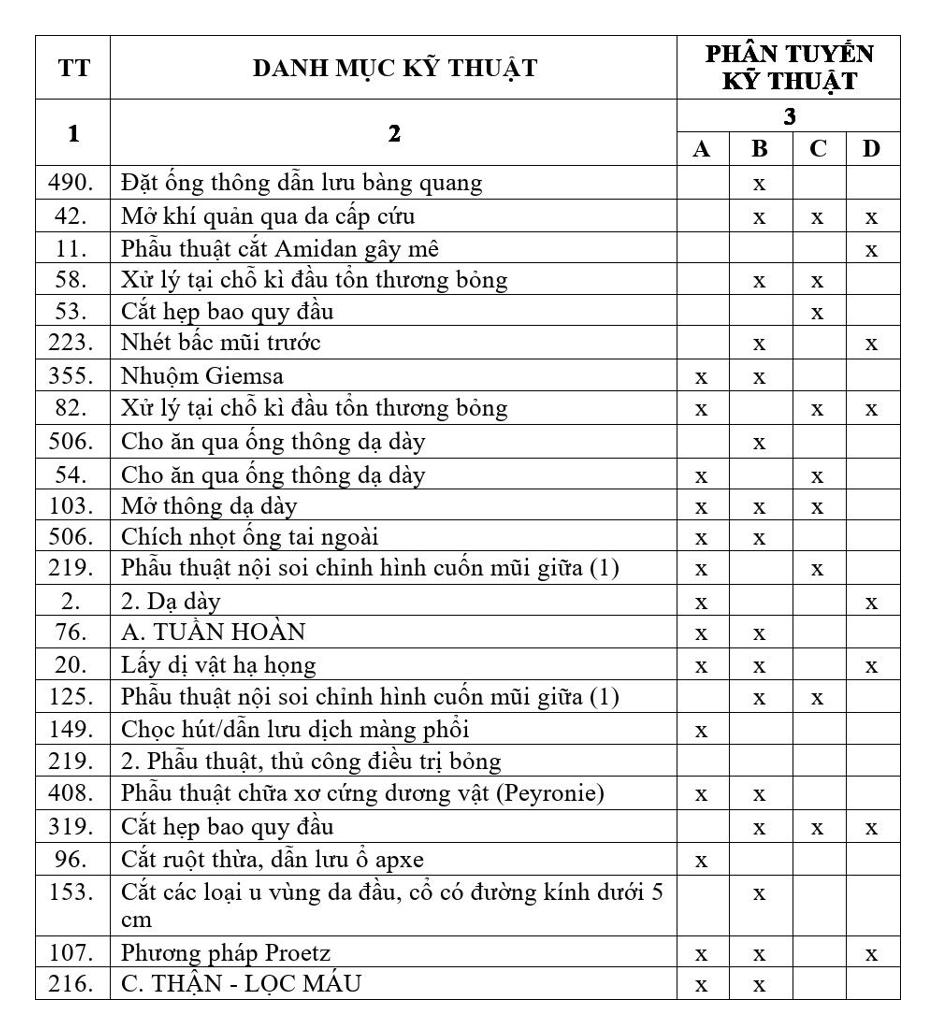 TT DANH MỤC KỸ THUẬT PHÂN TUYẾN
KỸ THUẬT
1 2 3
A B C D
490. Đặt ống thông dẫn lưu bàng quang x
42. Mở khí quản qua da cấp cứu x x x
11. Phẫu thuật cắt Amidan gây mê x
58. Xử lý tại chỗ kì đầu tổn thương bỏng x x
53. Cắt hẹp bao quy đầu x
223. Nhét bấc mũi trước x x
355. Nhuộm Giemsa x x
82. Xử lý tại chỗ kì đầu tổn thương bỏng x x x
506. Cho ăn qua ống thông dạ dày x
54. Cho ăn qua ống thông dạ dày x x
103. Mở thông dạ dày x x x
506. Chích nhọt ống tai ngoài x x
219. Phẫu thuật nội soi chỉnh hình cuốn mũi giữa (1) x x
2. 2. Dạ dày x x
76. A. TUẦN HOÀN x x
20. Lấy dị vật hạ họng x x x
125. Phẫu thuật nội soi chỉnh hình cuốn mũi giữa (1) x x
149. Chọc hút/dẫn lưu dịch màng phổi x
219. 2. Phẫu thuật, thủ công điều trị bỏng
408. Phẫu thuật chữa xơ cứng dương vật (Peyronie) x x
319. Cắt hẹp bao quy đầu x x x
96. Cắt ruột thừa, dẫn lưu ổ apxe x
153. Cắt các loại u vùng da đầu, cổ có đường kính dưới 5 x
cm
107. Phương pháp Proetz x x x
216. C. THẬN - LỌC MÁU x x